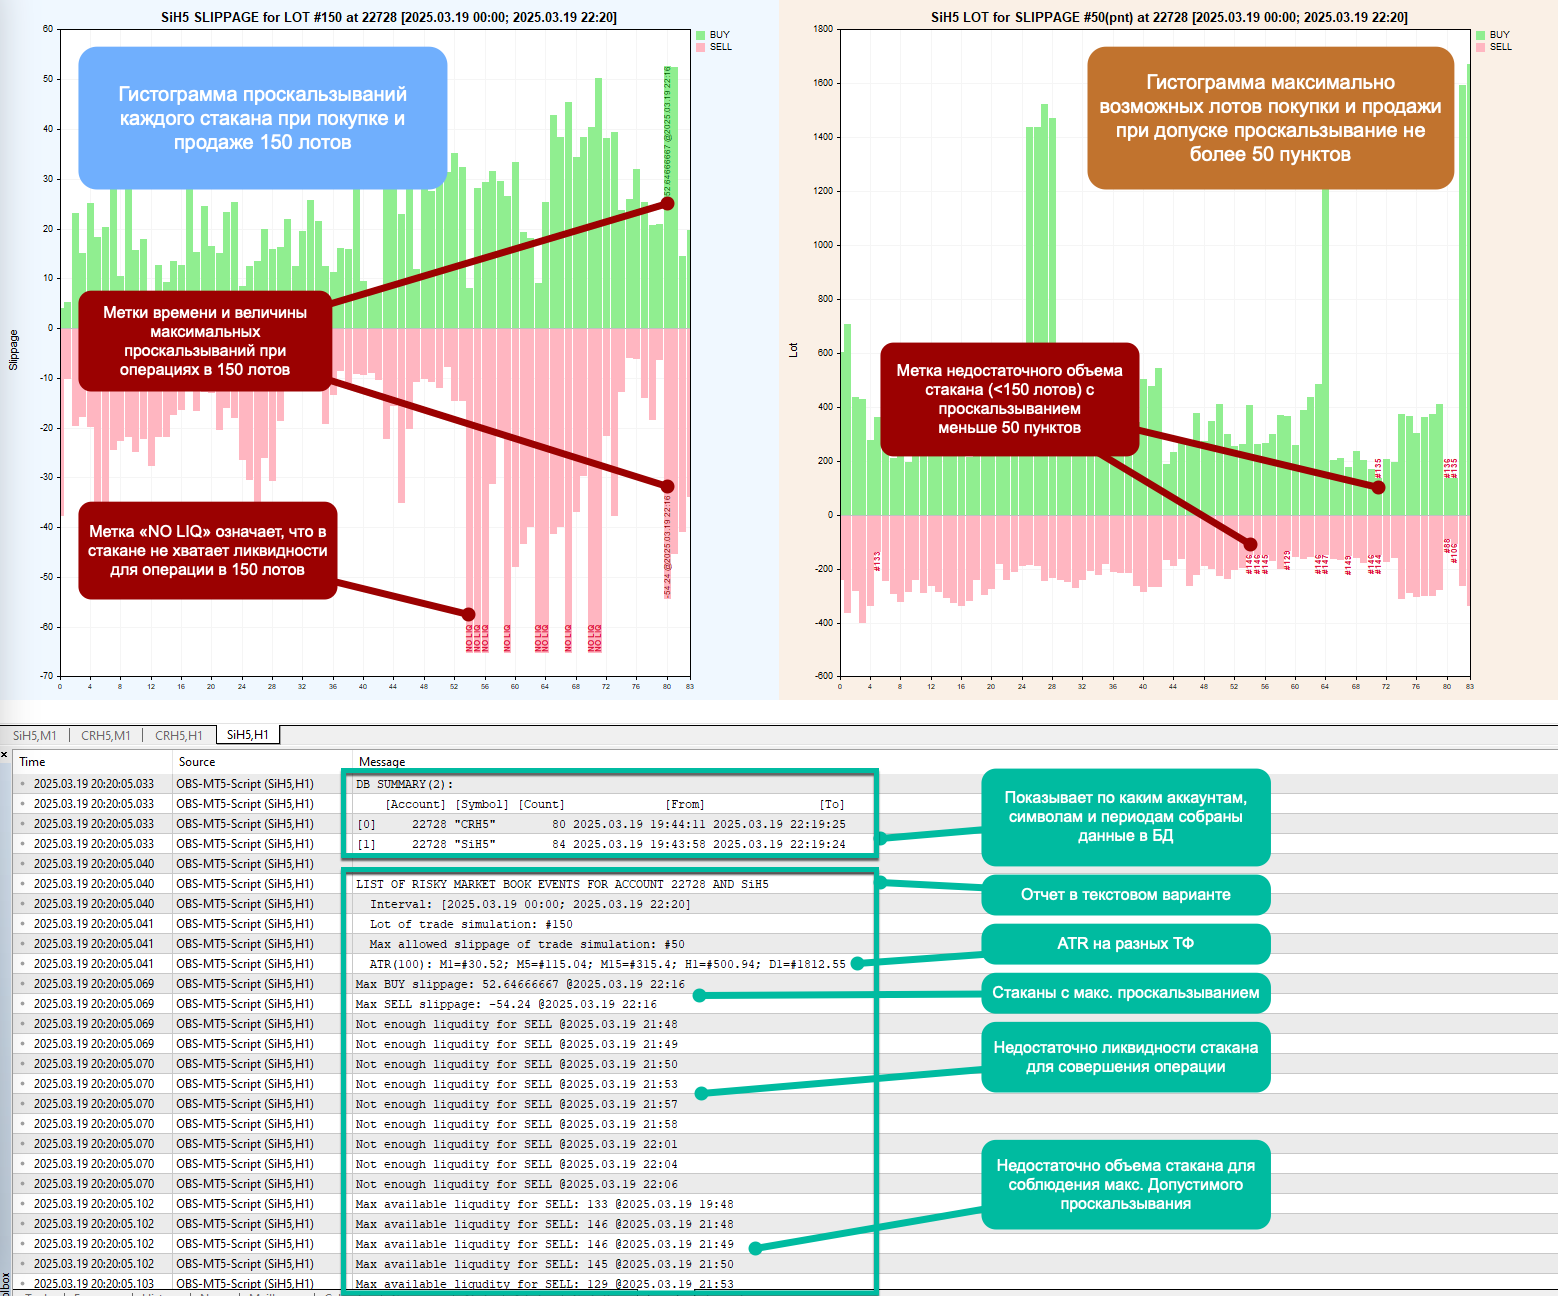 SiH5 SLIPPAGE for LOT #150 at 22728 [2025.03.19 00:00; 2025.03.19 22:20]
BUY
SELL
60
50
40
30
20
10
0
-10
-20
-30
-40
-50
-60
-70
Slippage
Гистограмма проскальзываний
каждого стакана при покупке и
продаже 150 лотов
52.64666667 @2025.03.19 22:16
Метки времени и величины
максимальных
проскальзываний при
операциях в 150 лотов
Метка «NO LIQ» означает, что в
стакане не хватает ликвидности
для операции в 150 лотов
-54.24 @2025.03.19 22:16
NO LIQ
NO LIQ
NO LIQ
NO LIQ
NO LIQ
NO LIQ
NO LIQ
NO LIQ
NO LIQ
0 4 8 12 16 20 24 28 32 36 40 44 48 52 56 60 64 68 72 76 80 83
SiH5 LOT for SLIPPAGE #50(pnt) at 22728 [2025.03.19 00:00; 2025.03.19 22:20]
BUY
SELL
1800
1600
1400
1200
1000
800
600
400
200
0
-200
-400
-600
Lot
Гистограмма максимально
возможных лотов покупки и продажи
при допуске проскальзывание не
более 50 пунктов
Метка недостаточного объема
стакана (<150 лотов) с
проскальзыванием
меньше 50 пунктов
#135
#136
#135
#133
#146
#146
#145
#129
#146
#147
#149
#146
#144
#88
#106
0 4 8 12 16 20 24 28 32 36 40 44 48 52 56 60 64 68 72 76 80 83
SiH5,M1 CRH5,M1 CRH5,H1 SiH5,H1
Time Source Message
2025.03.19 20:20:05.033 OBS-MT5-Script (SiH5,H1) DB SUMMARY(2):
2025.03.19 20:20:05.033 OBS-MT5-Script (SiH5,H1) [Account] [Symbol] [Count] [From] [To]
2025.03.19 20:20:05.033 OBS-MT5-Script (SiH5,H1) [0] 22728 "CRH5" 80 2025.03.19 19:44:11 2025.03.19 22:19:25
2025.03.19 20:20:05.033 OBS-MT5-Script (SiH5,H1) [1] 22728 "SiH5" 84 2025.03.19 19:43:58 2025.03.19 22:19:24
2025.03.19 20:20:05.040 OBS-MT5-Script (SiH5,H1)
2025.03.19 20:20:05.040 OBS-MT5-Script (SiH5,H1) LIST OF RISKY MARKET BOOK EVENTS FOR ACCOUNT 22728 AND SiH5
2025.03.19 20:20:05.040 OBS-MT5-Script (SiH5,H1) Interval: [2025.03.19 00:00; 2025.03.19 22:20]
2025.03.19 20:20:05.041 OBS-MT5-Script (SiH5,H1) Lot of trade simulation: #150
2025.03.19 20:20:05.041 OBS-MT5-Script (SiH5,H1) Max allowed slippage of trade simulation: #50
2025.03.19 20:20:05.041 OBS-MT5-Script (SiH5,H1) ATR(100): M1=#30.52; M5=#115.04; M15=#315.4; H1=#500.94; D1=#1812.55
2025.03.19 20:20:05.069 OBS-MT5-Script (SiH5,H1) Max BUY slippage: 52.64666667 @2025.03.19 22:16
2025.03.19 20:20:05.069 OBS-MT5-Script (SiH5,H1) Max SELL slippage: -54.24 @2025.03.19 22:16
2025.03.19 20:20:05.069 OBS-MT5-Script (SiH5,H1) Not enough liqudity for SELL @2025.03.19 21:48
2025.03.19 20:20:05.069 OBS-MT5-Script (SiH5,H1) Not enough liqudity for SELL @2025.03.19 21:49
2025.03.19 20:20:05.070 OBS-MT5-Script (SiH5,H1) Not enough liqudity for SELL @2025.03.19 21:50
2025.03.19 20:20:05.070 OBS-MT5-Script (SiH5,H1) Not enough liqudity for SELL @2025.03.19 21:53
2025.03.19 20:20:05.070 OBS-MT5-Script (SiH5,H1) Not enough liqudity for SELL @2025.03.19 21:57
2025.03.19 20:20:05.070 OBS-MT5-Script (SiH5,H1) Not enough liqudity for SELL @2025.03.19 21:58
2025.03.19 20:20:05.070 OBS-MT5-Script (SiH5,H1) Not enough liqudity for SELL @2025.03.19 22:01
2025.03.19 20:20:05.070 OBS-MT5-Script (SiH5,H1) Not enough liqudity for SELL @2025.03.19 22:04
2025.03.19 20:20:05.070 OBS-MT5-Script (SiH5,H1) Not enough liqudity for SELL @2025.03.19 22:06
2025.03.19 20:20:05.102 OBS-MT5-Script (SiH5,H1) Max available liqudity for SELL: 133 @2025.03.19 19:48
2025.03.19 20:20:05.102 OBS-MT5-Script (SiH5,H1) Max available liqudity for SELL: 146 @2025.03.19 21:48
2025.03.19 20:20:05.102 OBS-MT5-Script (SiH5,H1) Max available liqudity for SELL: 146 @2025.03.19 21:49
2025.03.19 20:20:05.102 OBS-MT5-Script (SiH5,H1) Max available liqudity for SELL: 145 @2025.03.19 21:50
2025.03.19 20:20:05.103 OBS-MT5-Script (SiH5,H1) Max available liqudity for SELL: 129 @2025.03.19 21:53
Показывает по каким аккаунтам,
символам и периодам собраны
данные в БД
Отчет в текстовом варианте
ATR на разных ТФ
Стаканы с макс. проскальзыванием
Недостаточно ликвидности стакана
для совершения операции
Недостаточно объема стакана для
соблюдения макс. Допустимого
проскальзывания